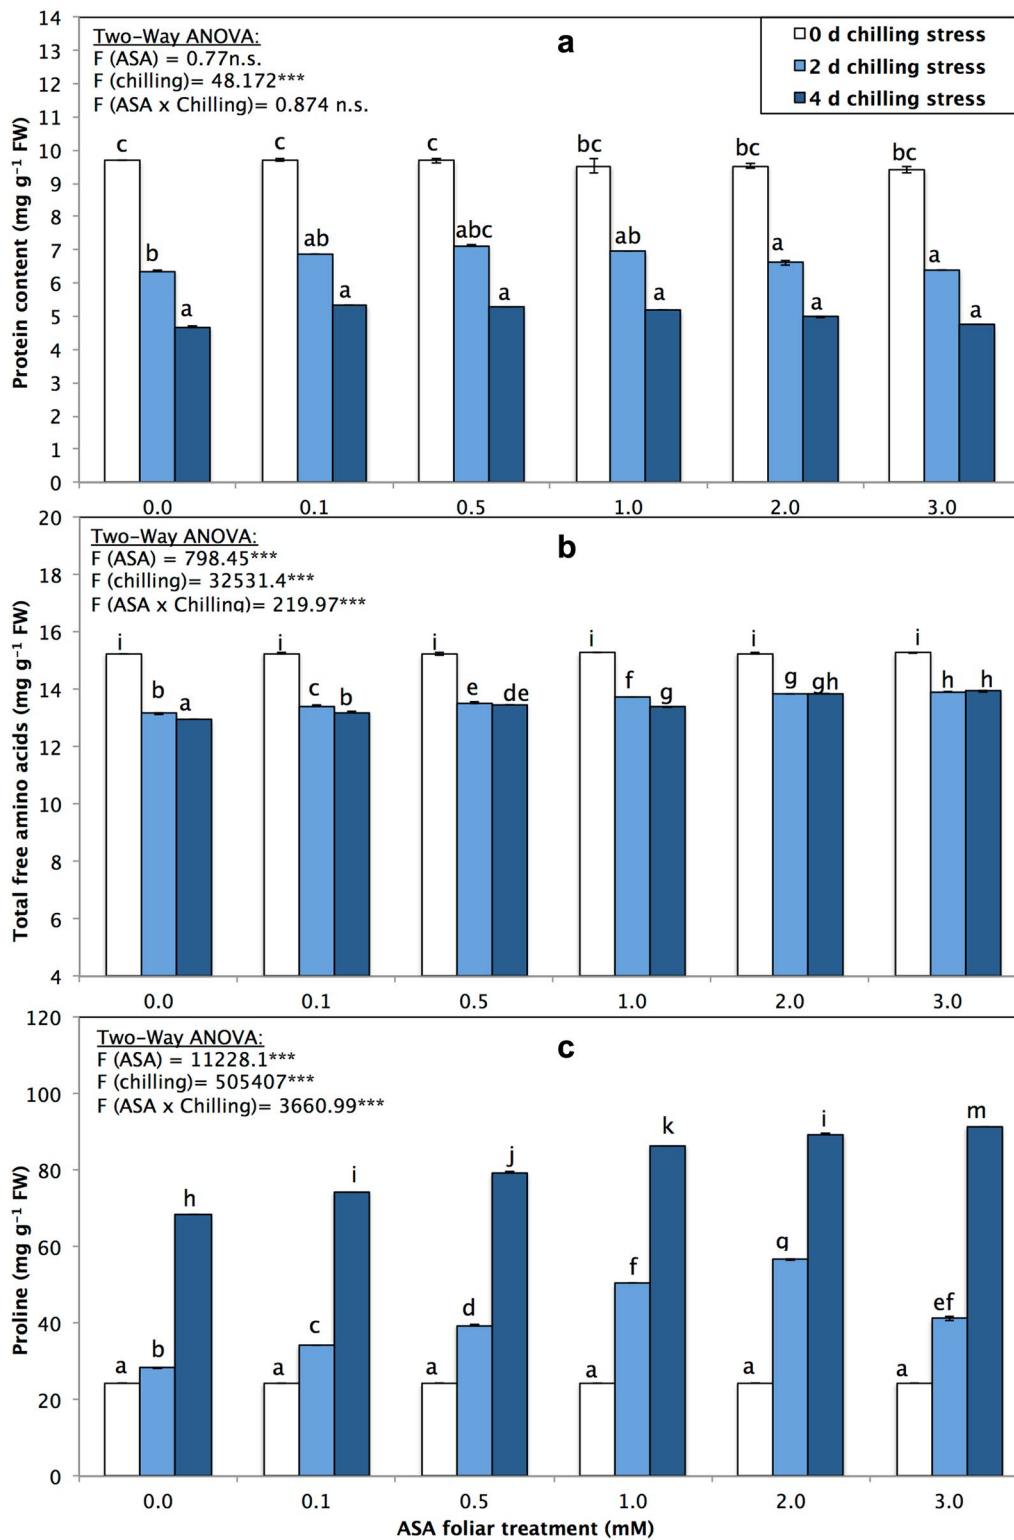 Protein content (mg g⁻¹ FW)
14
13
12
11
10
9
8
7
6
5
4
3
2
1
0
Two-Way ANOVA:
F (ASA) = 0.77n.s.
F (chilling)= 48.172***
F (ASA x Chilling)= 0.874 n.s.
a
0 d chilling stress
2 d chilling stress
4 d chilling stress
c b a
c ab a
c abc a
bc ab a
bc a a
bc a a
0.0 0.1 0.5 1.0 2.0 3.0
Total free amino acids (mg g⁻¹ FW)
20
18
16
14
12
10
8
6
4
Two-Way ANOVA:
F (ASA) = 798.45***
F (chilling)= 32531.4***
F (ASA x Chilling)= 219.97***
b
i b a
i c b
i e de
i f g
i g gh
i h h
0.0 0.1 0.5 1.0 2.0 3.0
Proline (mg g⁻¹ FW)
120
100
80
60
40
20
0
Two-Way ANOVA:
F (ASA) = 11228.1***
F (chilling)= 505407***
F (ASA x Chilling)= 3660.99***
c
a b h
a c i
a d j
a f k
a g i
a ef m
0.0 0.1 0.5 1.0 2.0 3.0
ASA foliar treatment (mM)